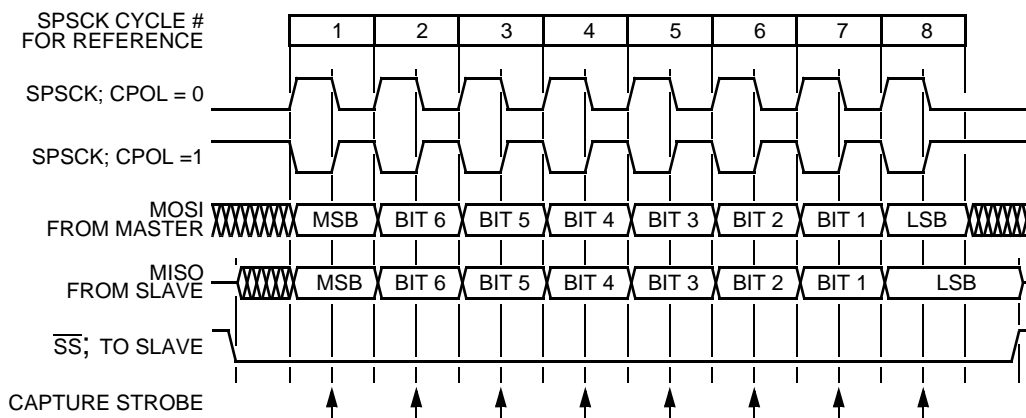 SPSCK CYCLE #
FOR REFERENCE
1 2 3 4 5 6 7 8
SPSCK; CPOL = 0
SPSCK; CPOL =1
MOSI
FROM MASTER
MSB BIT 6 BIT 5 BIT 4 BIT 3 BIT 2 BIT 1 LSB
MISO
FROM SLAVE
MSB BIT 6 BIT 5 BIT 4 BIT 3 BIT 2 BIT 1 LSB
S̅S̅; TO SLAVE
CAPTURE STROBE